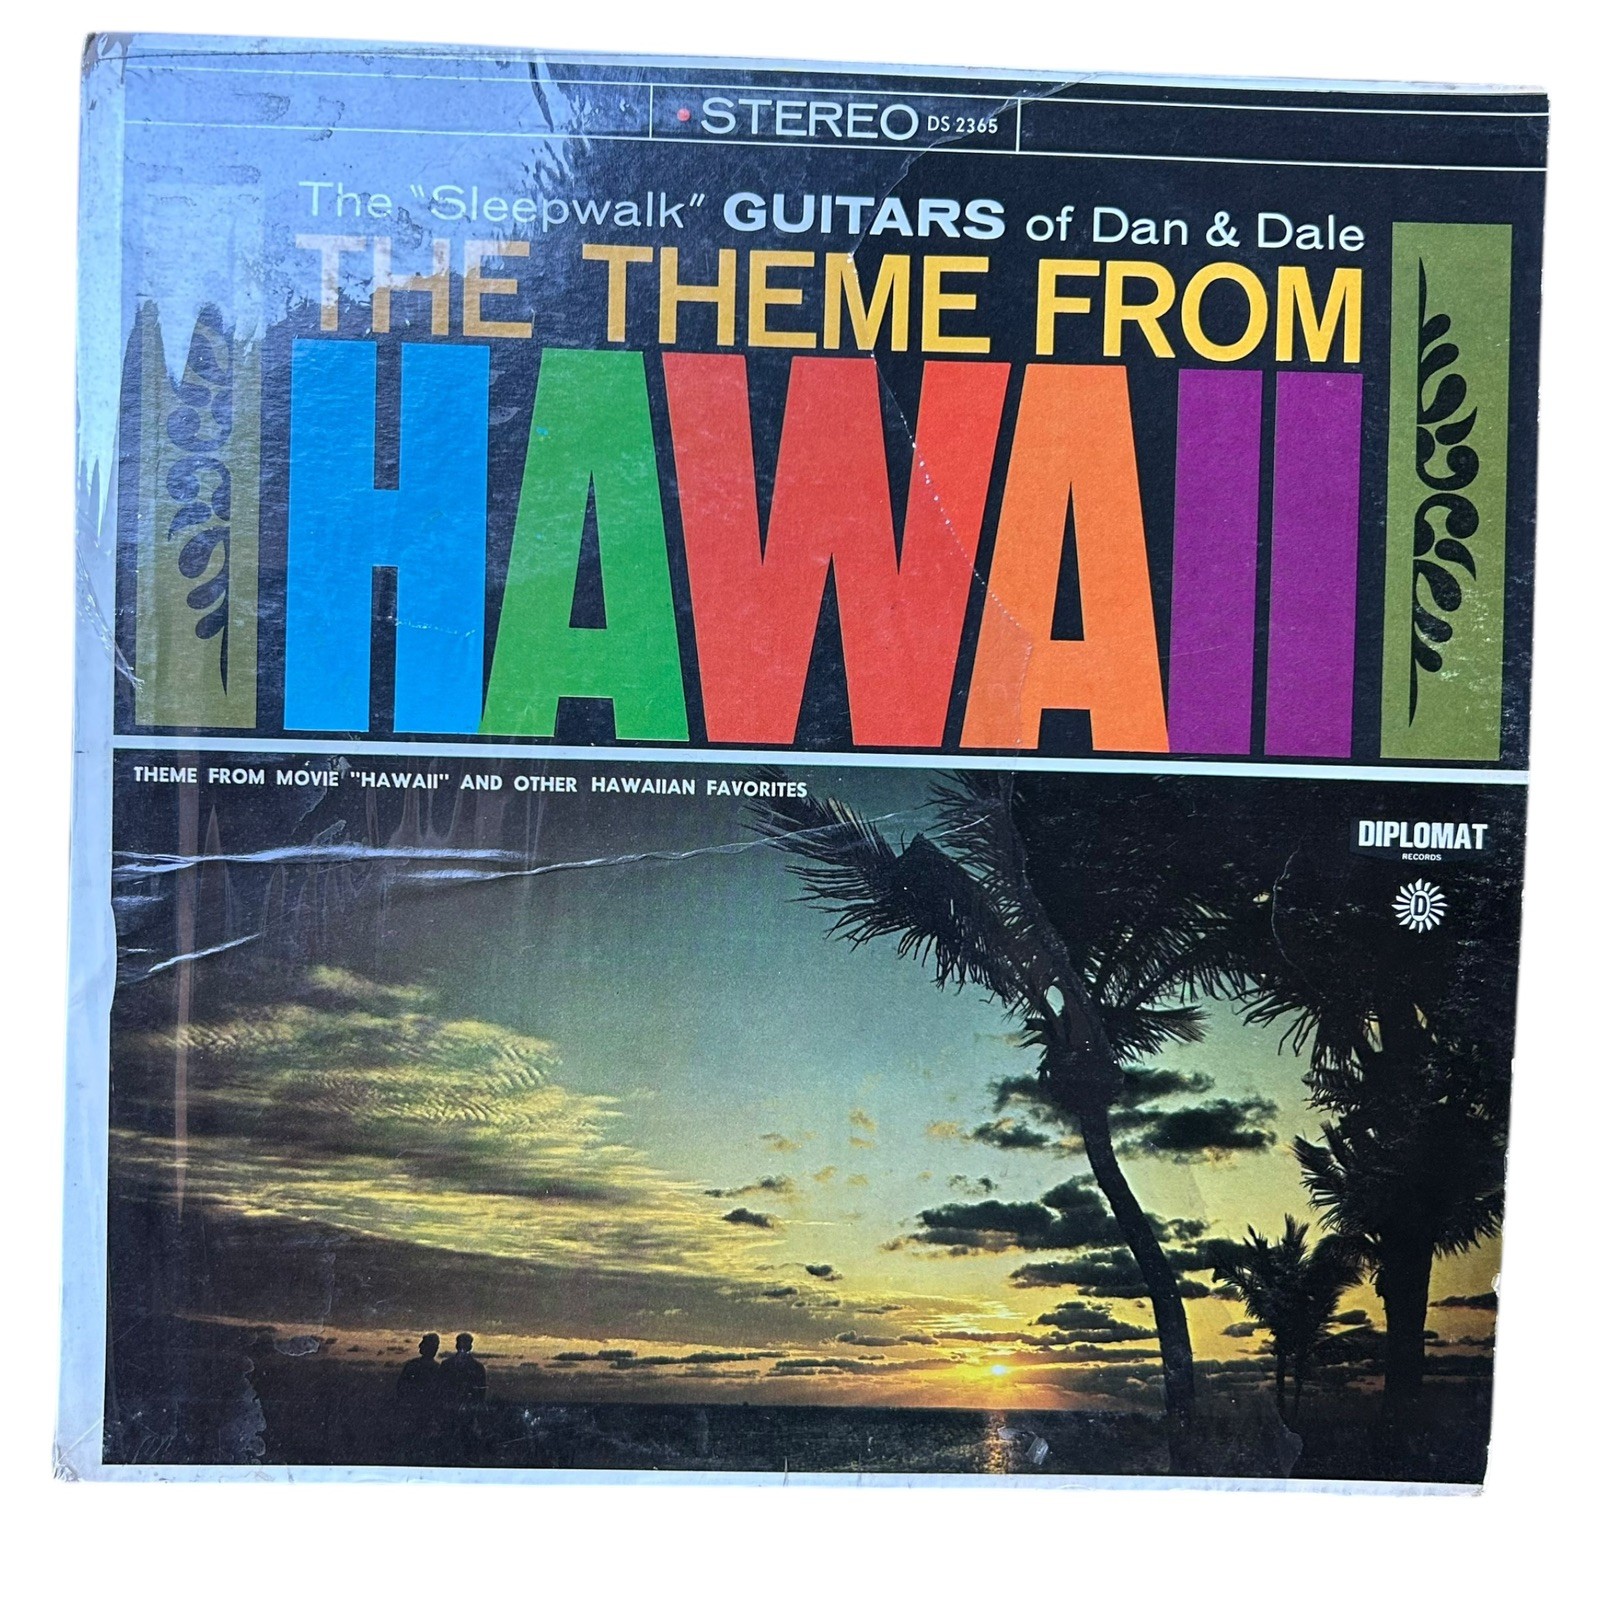 STEREO DS 2365
The "Sleepwalk" GUITARS of Dan & Dale
THE THEME FROM
HAWAII
THEME FROM MOVIE "HAWAII" AND OTHER HAWAIIAN FAVORITES
DIPLOMAT
RECORDS
D